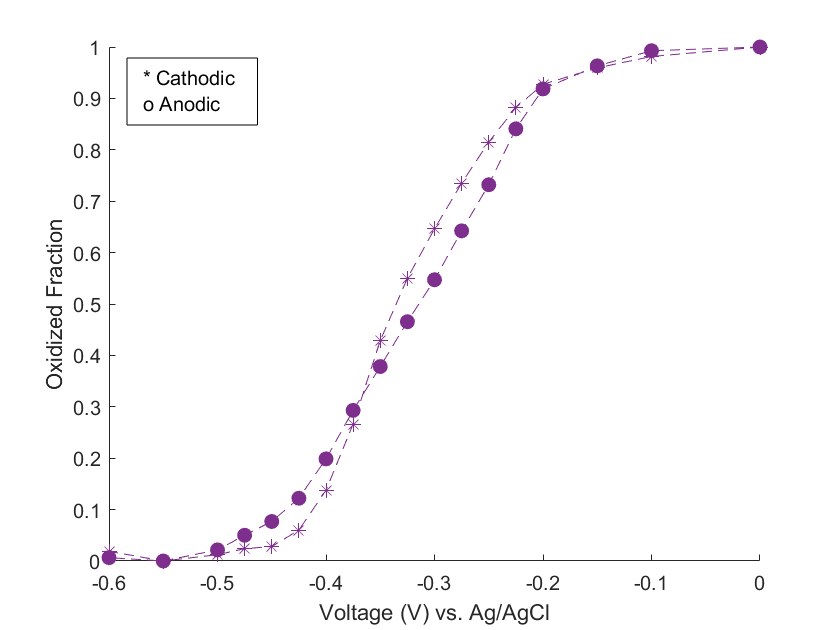 1
0.9
0.8
0.7
0.6
0.5
0.4
0.3
0.2
0.1
0
* Cathodic
o Anodic
Oxidized Fraction
-0.6 -0.5 -0.4 -0.3 -0.2 -0.1 0
Voltage (V) vs. Ag/AgCl